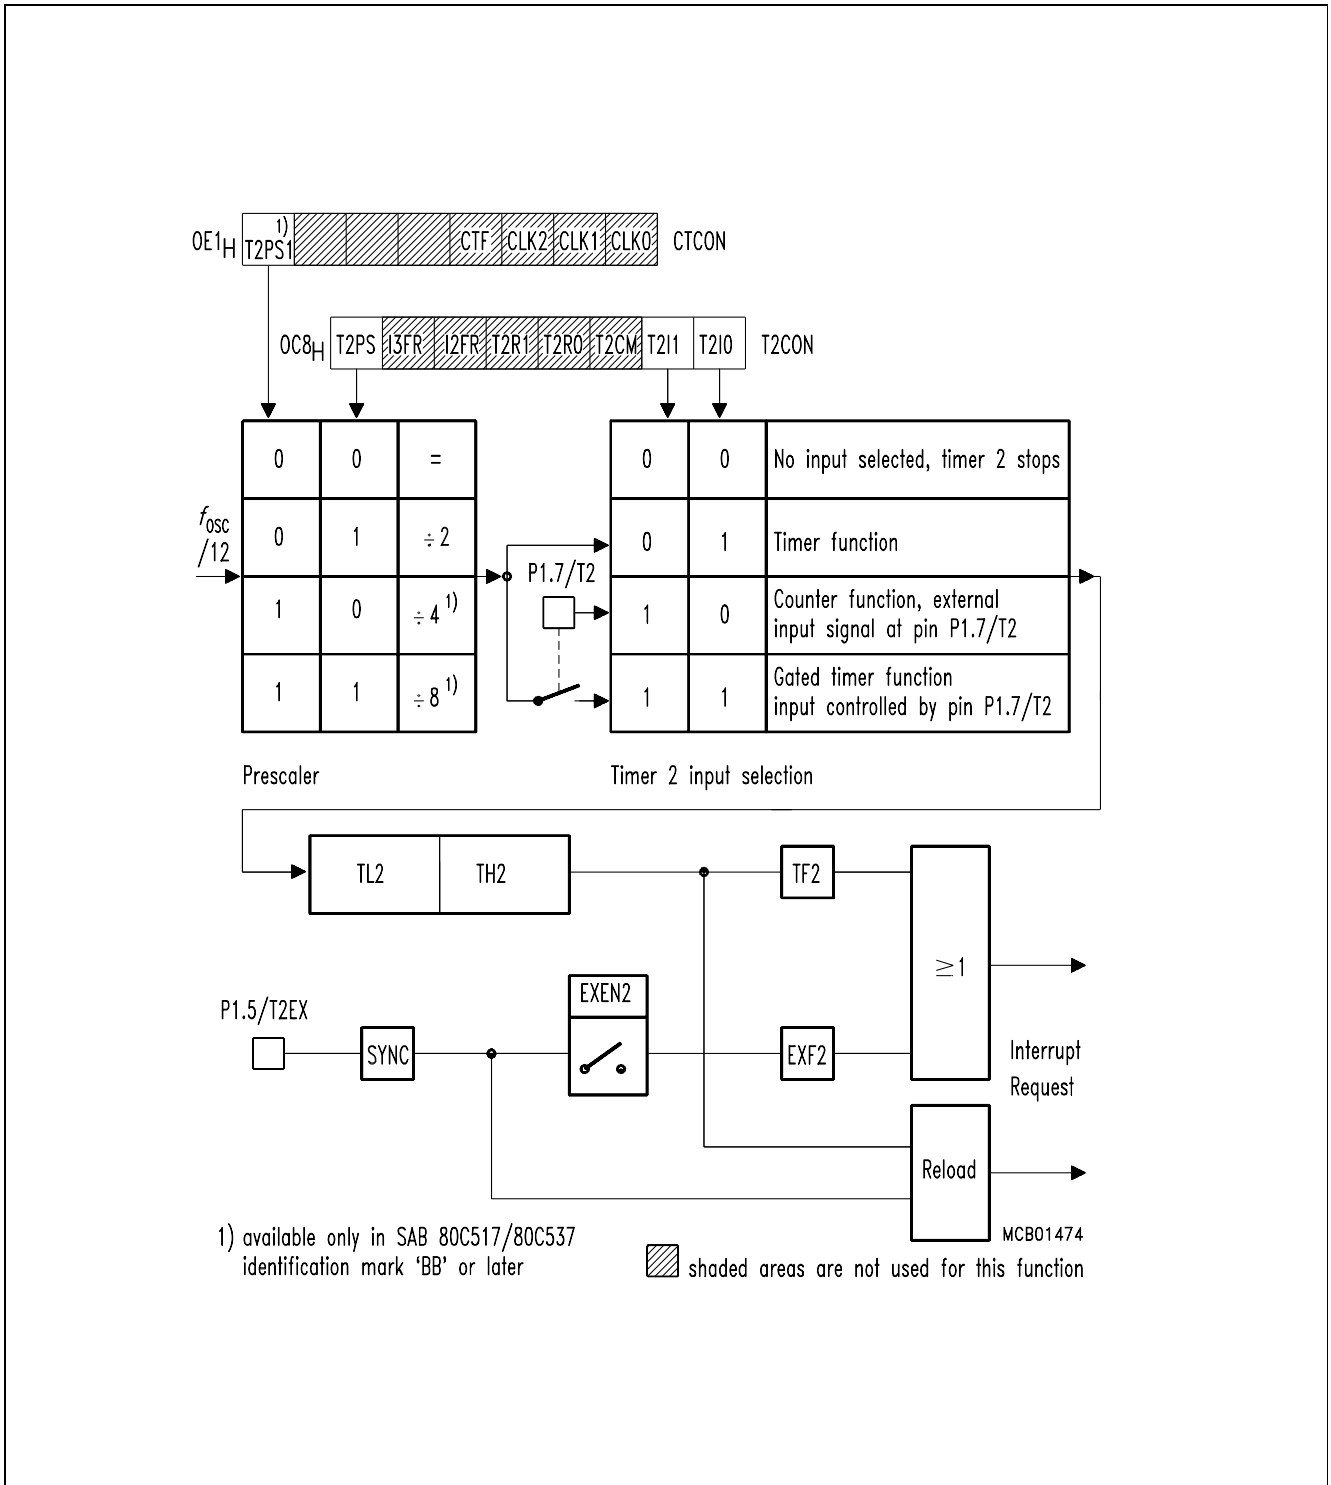 1)
0E1H T2PS1 CTF CLK2 CLK1 CLK0 CTCON
0C8H T2PS I3FR I2FR T2R1 T2R0 T2CM T2I1 T2I0 T2CON
0 0 = 0 0 No input selected, timer 2 stops
fosc
/12
0 1 ÷2 0 1 Timer function
P1.7/T2
1 0 ÷4 1) 1 0 Counter function, external
input signal at pin P1.7/T2
1 1 ÷8 1) 1 1 Gated timer function
input controlled by pin P1.7/T2
Prescaler Timer 2 input selection
TL2 TH2 TF2
≥1
EXEN2
P1.5/T2EX
SYNC EXF2
Interrupt
Request
Reload
MCB01474
1) available only in SAB 80C517/80C537
identification mark ‘BB’ or later
shaded areas are not used for this function